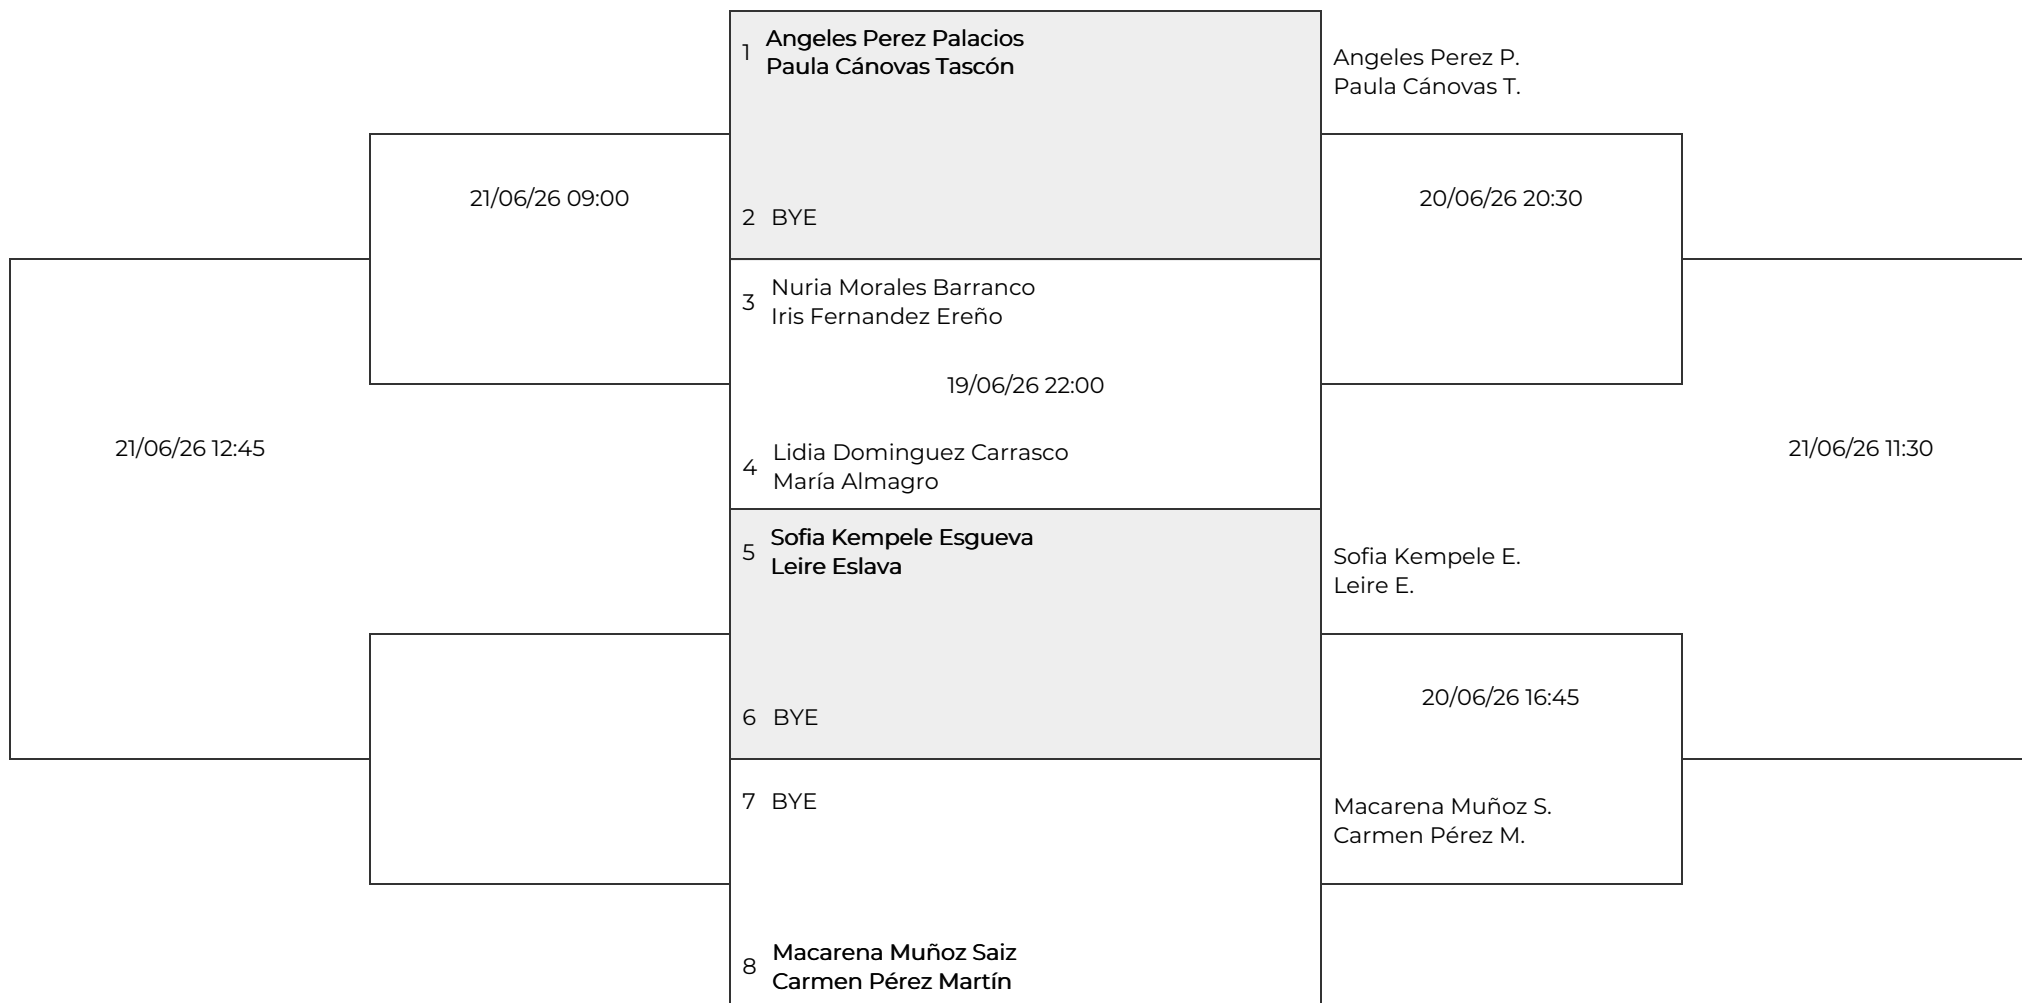 1
Angeles Perez Palacios
Paula Cánovas Tascón
Angeles Perez P.
Paula Cánovas T.
21/06/26 09:00
2 BYE
20/06/26 20:30
3
Nuria Morales Barranco
Iris Fernandez Ereño
19/06/26 22:00
21/06/26 12:45
4
Lidia Dominguez Carrasco
María Almagro
21/06/26 11:30
5
Sofia Kempele Esgueva
Leire Eslava
Sofia Kempele E.
Leire E.
6 BYE
20/06/26 16:45
7 BYE
Macarena Muñoz S.
Carmen Pérez M.
8
Macarena Muñoz Saiz
Carmen Pérez Martín